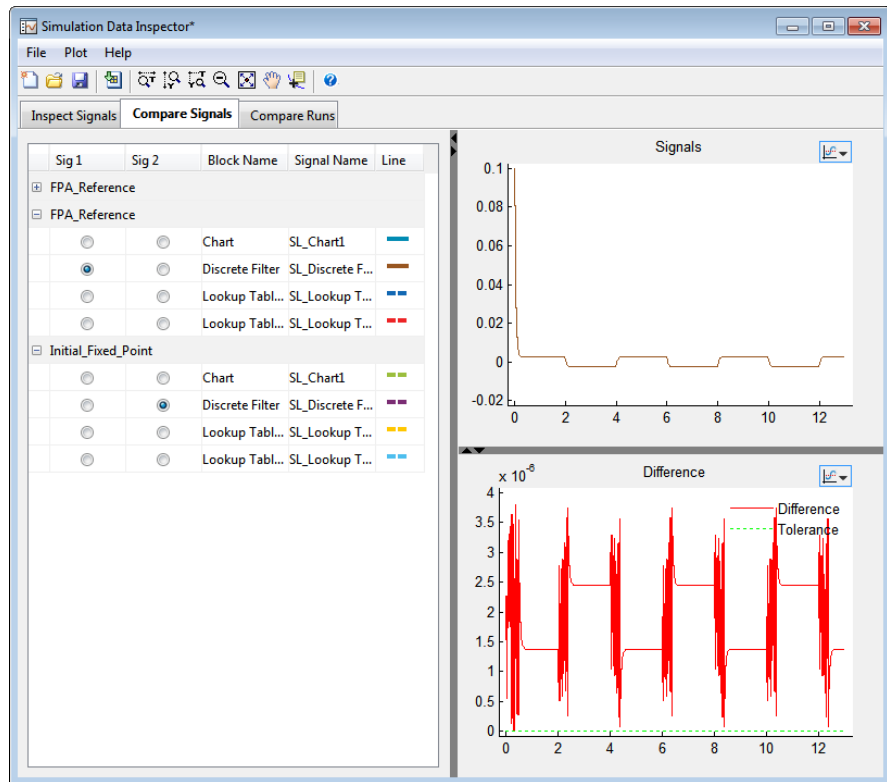 Simulation Data Inspector*
File Plot Help
Inspect Signals Compare Signals Compare Runs
Sig 1 Sig 2 Block Name Signal Name Line
FPA_Reference
FPA_Reference
Chart SL_Chart1
Discrete Filter SL_Discrete F...
Lookup Tabl... SL_Lookup T...
Lookup Tabl... SL_Lookup T...
Initial_Fixed_Point
Chart SL_Chart1
Discrete Filter SL_Discrete F...
Lookup Tabl... SL_Lookup T...
Lookup Tabl... SL_Lookup T...
Signals
0.1
0.08
0.06
0.04
0.02
0
-0.02
0 2 4 6 8 10 12
Difference
x 10-6
4
3.5
3
2.5
2
1.5
1
0.5
0
Difference
Tolerance
0 2 4 6 8 10 12